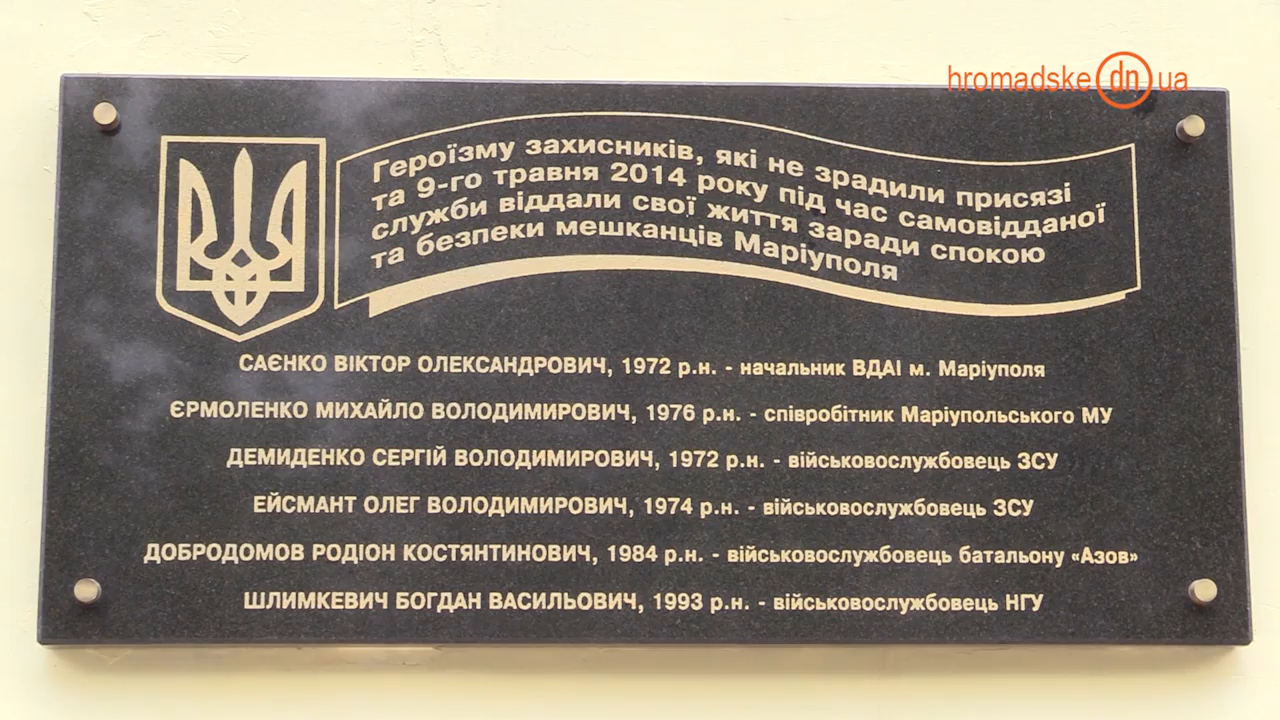 hromadske dn ua
Героїзму захисників, які не зрадили присязі
та 9-го травня 2014 року під час самовідданої
служби віддали свої життя заради спокою
та безпеки мешканців Маріуполя
САЄНКО ВІКТОР ОЛЕКСАНДРОВИЧ, 1972 р.н. - начальник ВДАІ м. Маріуполя
ЄРМОЛЕНКО МИХАЙЛО ВОЛОДИМИРОВИЧ, 1976 р.н. - співробітник Маріупольського МУ
ДЕМИДЕНКО СЕРГІЙ ВОЛОДИМИРОВИЧ, 1972 р.н. - військовослужбовець ЗСУ
ЕЙСМАНТ ОЛЕГ ВОЛОДИМИРОВИЧ, 1974 р.н. - військовослужбовець ЗСУ
ДОБРОДОМОВ РОДІОН КОСТЯНТИНОВИЧ, 1984 р.н. - військовослужбовець батальону «Азов»
ШЛИМКЕВИЧ БОГДАН ВАСИЛЬОВИЧ, 1993 р.н. - військовослужбовець НГУ